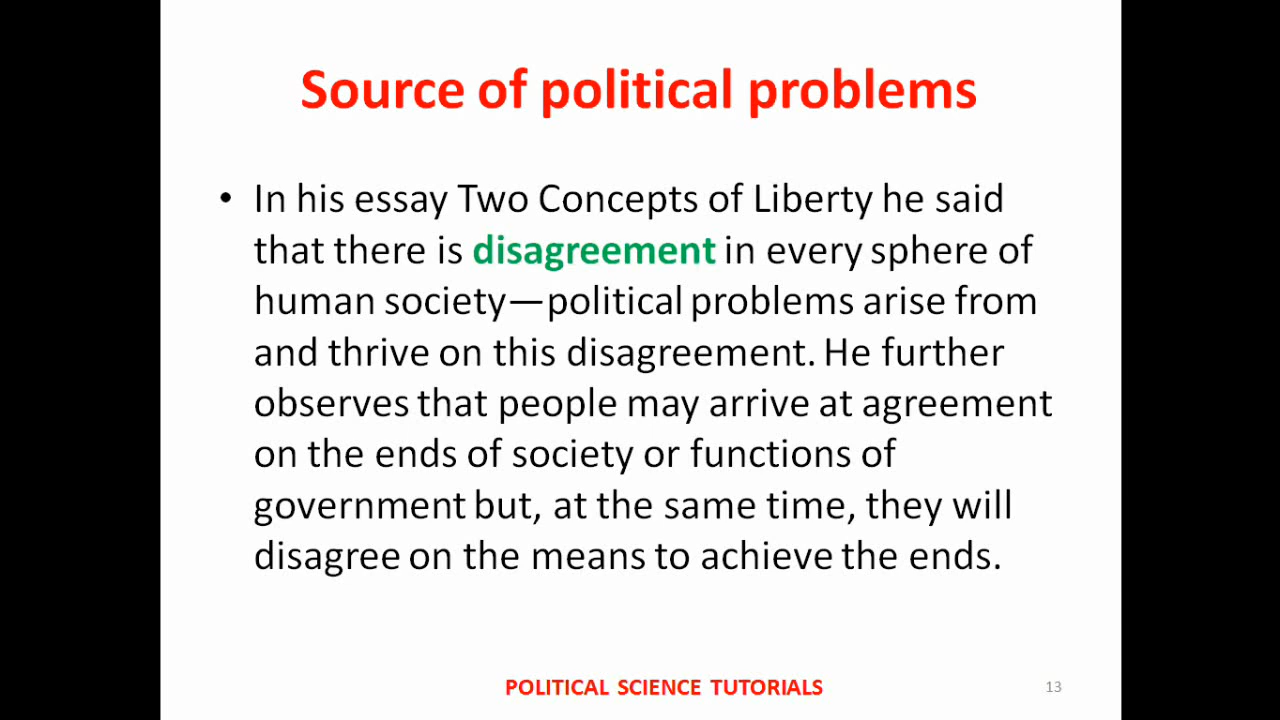 Source of political problems
• In his essay Two Concepts of Liberty he said
that there is disagreement in every sphere of
human society—political problems arise from
and thrive on this disagreement. He further
observes that people may arrive at agreement
on the ends of society or functions of
government but, at the same time, they will
disagree on the means to achieve the ends.
POLITICAL SCIENCE TUTORIALS
13